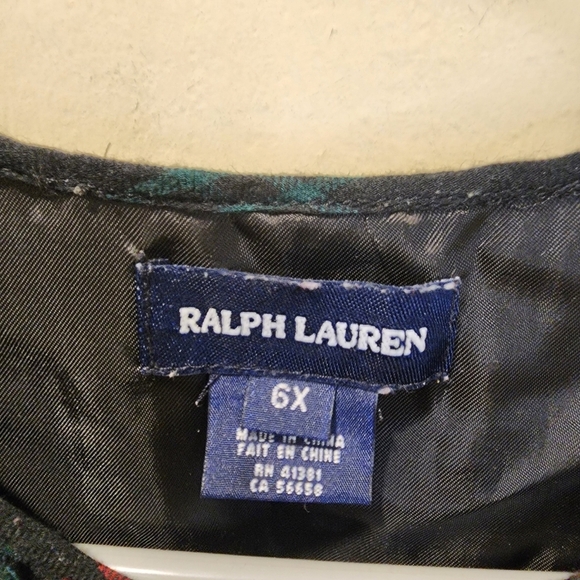 RALPH LAUREN
6X
MADE IN CHINA
FAIT EN CHINE
RN 41381
CA 56658